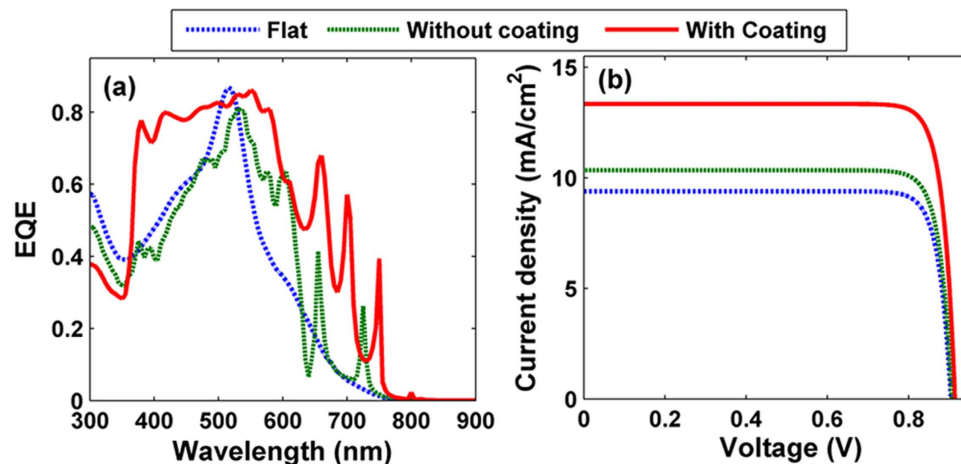 Flat Without coating With Coating
(a)
EQE
0.8
0.6
0.4
0.2
0
300 400 500 600 700 800 900
Wavelength (nm)
(b)
Current density (mA/cm²)
15
10
5
0
0 0.2 0.4 0.6 0.8
Voltage (V)